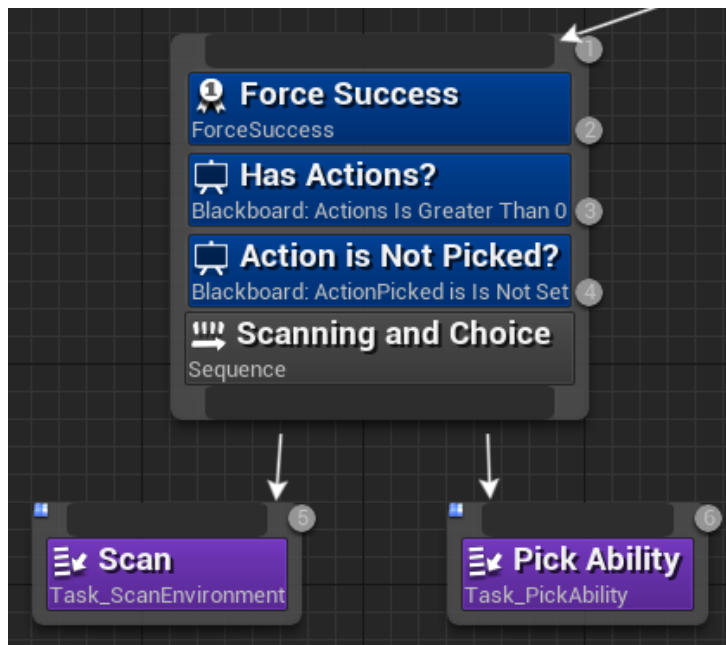 1
Force Success
ForceSuccess
2
Has Actions?
Blackboard: Actions Is Greater Than 0
3
Action is Not Picked?
Blackboard: ActionPicked is Is Not Set
4
Scanning and Choice
Sequence
5
Scan
Task_ScanEnvironment
6
Pick Ability
Task_PickAbility